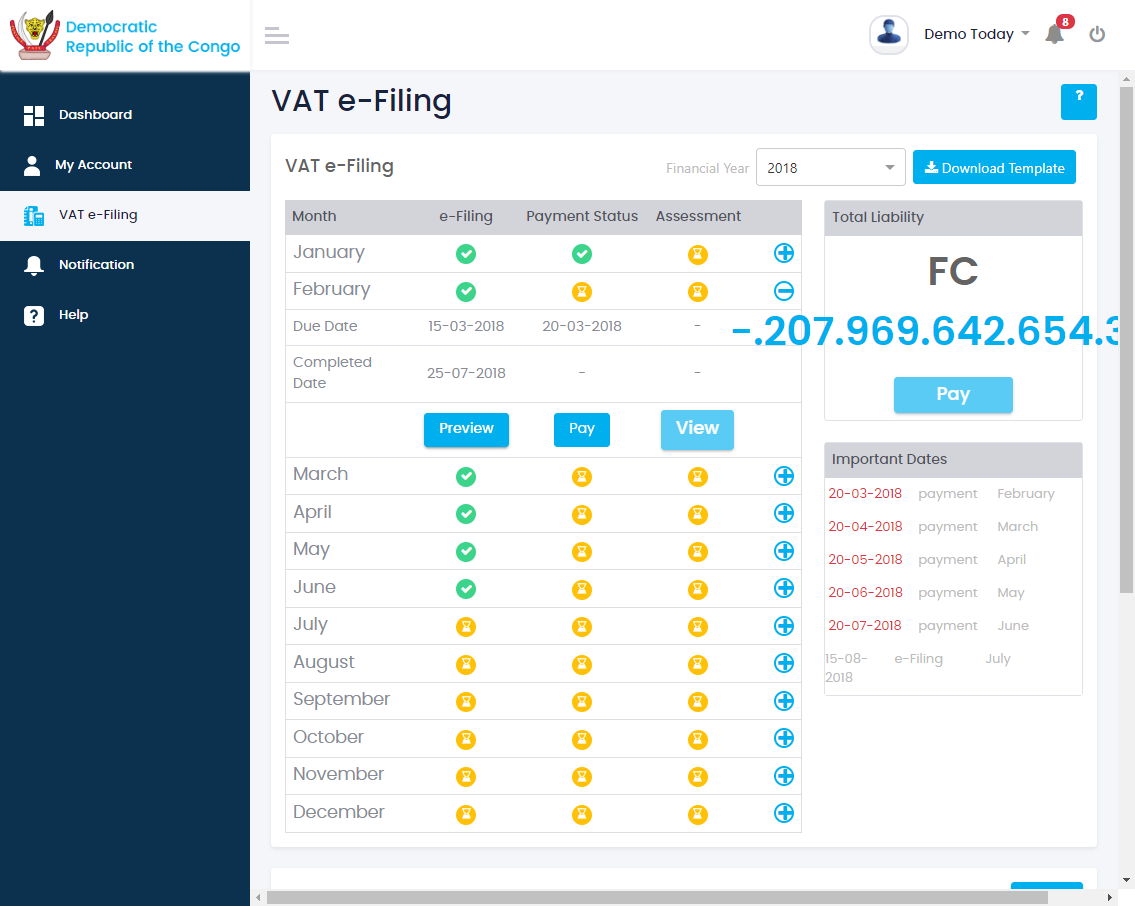 Democratic
Republic of the Congo
Demo Today
8
Dashboard
My Account
VAT e-Filing
Notification
Help
VAT e-Filing
?
VAT e-Filing
Financial Year 2018 Download Template
Month e-Filing Payment Status Assessment
January
February
Due Date 15-03-2018 20-03-2018 -
Completed
Date 25-07-2018 - -
Preview Pay View
March
April
May
June
July
August
September
October
November
December
Total Liability
FC
-.207.969.642.654.3
Pay
Important Dates
20-03-2018 payment February
20-04-2018 payment March
20-05-2018 payment April
20-06-2018 payment May
20-07-2018 payment June
15-08- e-Filing July
2018